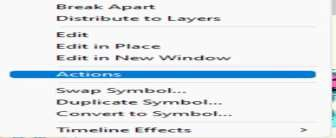 Break Apart
Distribute to Layers
Edit
Edit in Place
Edit in New Window
Actions
Swap Symbol...
Duplicate Symbol...
Convert to Symbol...
Timeline Effects >